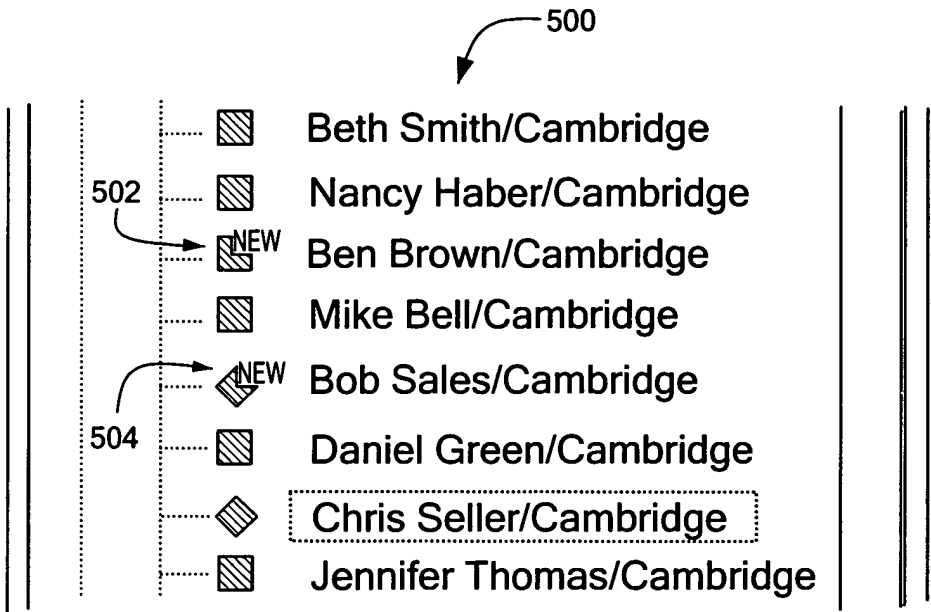 500
Beth Smith/Cambridge
502
Nancy Haber/Cambridge
NEW Ben Brown/Cambridge
Mike Bell/Cambridge
NEW Bob Sales/Cambridge
504
Daniel Green/Cambridge
Chris Seller/Cambridge
Jennifer Thomas/Cambridge